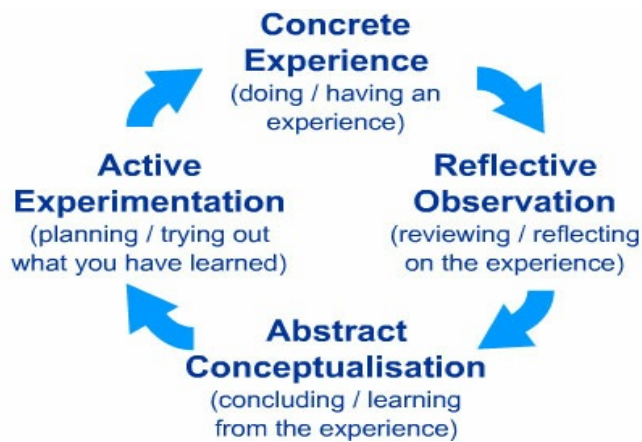 Concrete
Experience
(doing / having an
experience)
Reflective
Observation
(reviewing / reflecting
on the experience)
Abstract
Conceptualisation
(concluding / learning
from the experience)
Active
Experimentation
(planning / trying out
what you have learned)